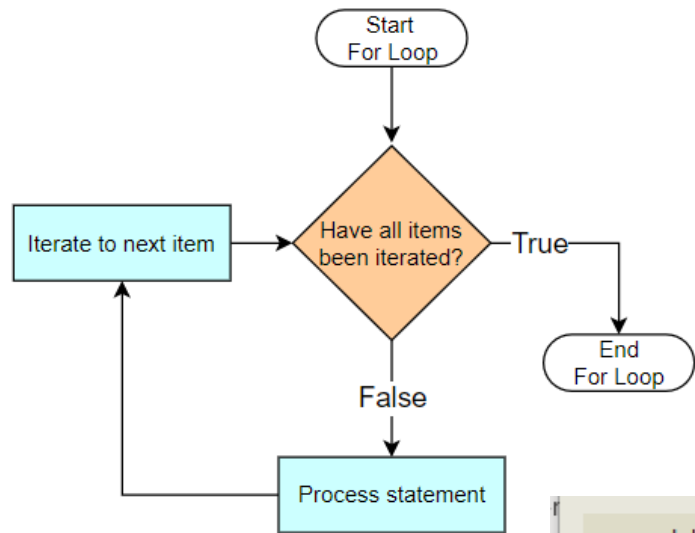 Start
For Loop
Iterate to next item
Have all items
been iterated?
True
End
For Loop
False
Process statement